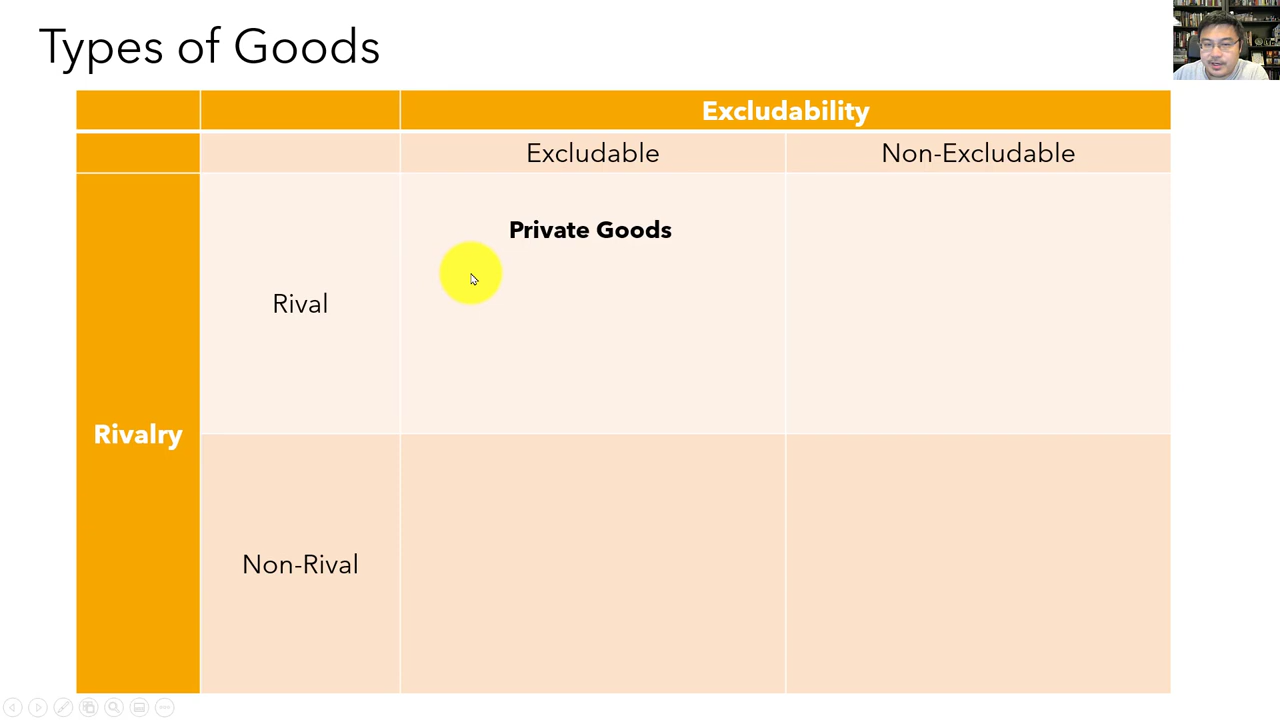 Types of Goods
Excludability
Excludable
Non-Excludable
Private Goods
Rival
Rivalry
Non-Rival